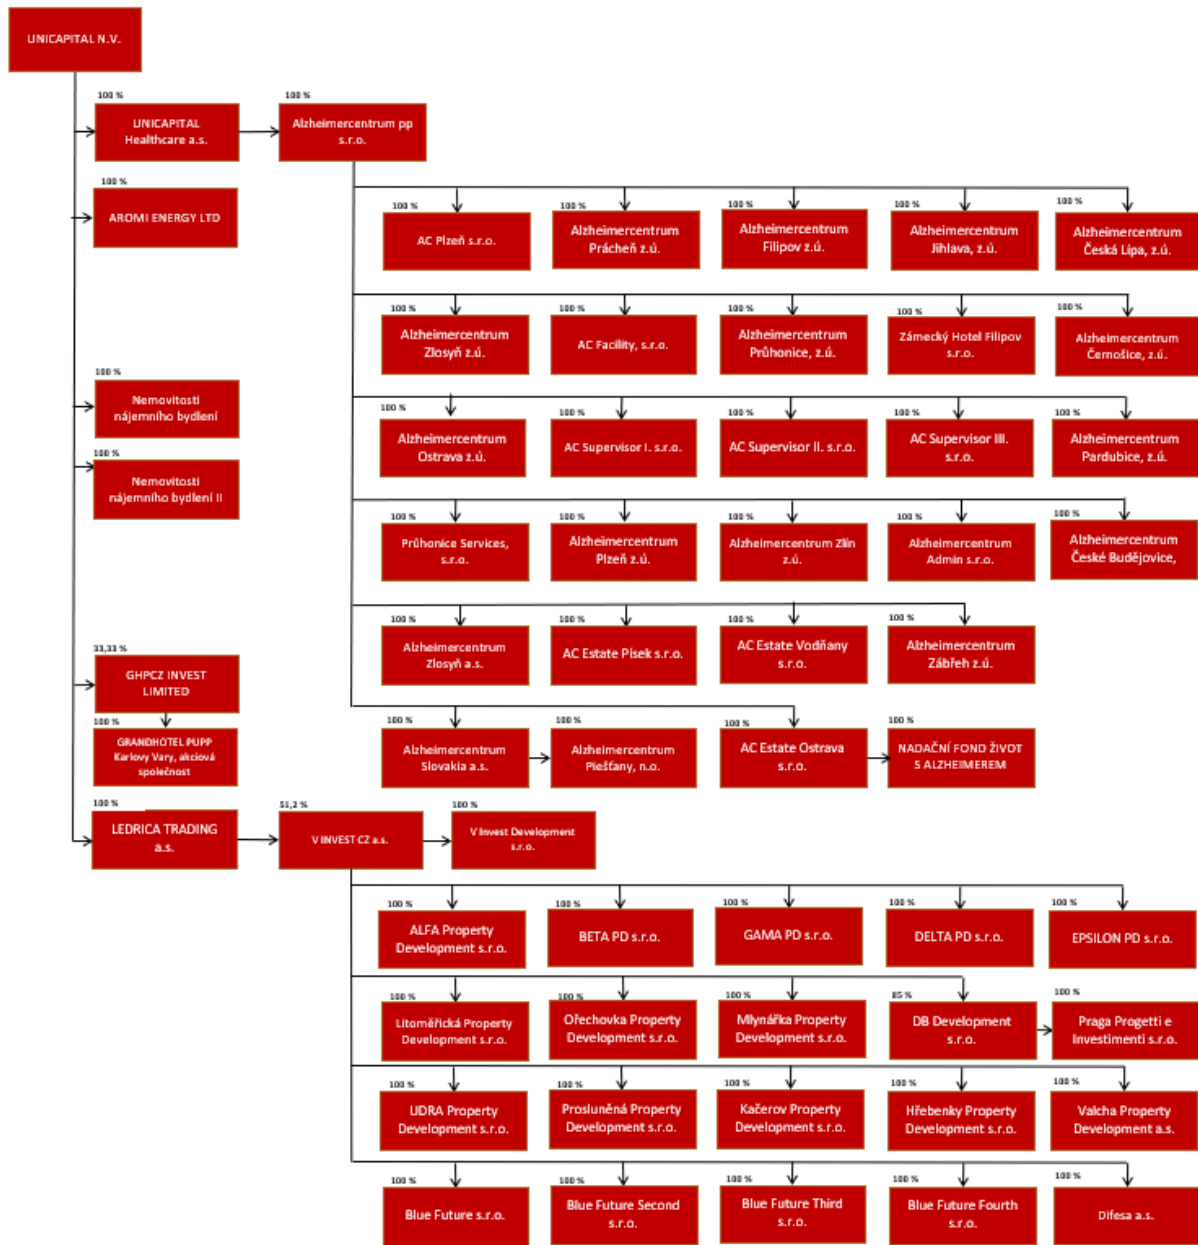 UNICAPITAL N.V.
100 %
UNICAPITAL
Healthcare a.s.
100 %
Alzheimercentrum pp
s.r.o.
100 %
AROMI ENERGY LTD
100 %
AC Plzeň s.r.o.
100 %
Alzheimercentrum
Prácheň z.ú.
100 %
Alzheimercentrum
Filipov z.ú.
100 %
Alzheimercentrum
Jihlava, z.ú.
100 %
Alzheimercentrum
Česká Lípa, z.ú.
100 %
Alzheimercentrum
Zlosyň z.ú.
100 %
AC Facility, s.r.o.
100 %
Alzheimercentrum
Průhonice, z.ú.
100 %
Zámecký Hotel Filipov
s.r.o.
100 %
Alzheimercentrum
Černošice, z.ú.
100 %
Nemovitosti
nájemního bydlení
100 %
Nemovitosti
nájemního bydlení II
100 %
Alzheimercentrum
Ostrava z.ú.
100 %
AC Supervisor I. s.r.o.
100 %
AC Supervisor II. s.r.o.
100 %
AC Supervisor III.
s.r.o.
100 %
Alzheimercentrum
Pardubice, z.ú.
100 %
Průhonice Services,
s.r.o.
100 %
Alzheimercentrum
Plzeň z.ú.
100 %
Alzheimercentrum Zlín
z.ú.
100 %
Alzheimercentrum
Admin s.r.o.
100 %
Alzheimercentrum
České Budějovice,
100 %
Alzheimercentrum
Zlosyň a.s.
100 %
AC Estate Písek s.r.o.
100 %
AC Estate Vodňany
s.r.o.
100 %
Alzheimercentrum
Zábřeh z.ú.
33,33 %
GHPCZ INVEST
LIMITED
100 %
GRANDHOTEL PUPP
Karlovy Vary, akciová
společnost
100 %
Alzheimercentrum
Slovakia a.s.
100 %
Alzheimercentrum
Piešťany, n.o.
100 %
AC Estate Ostrava
s.r.o.
100 %
NADAČNÍ FOND ŽIVOT
S ALZHEIMEREM
100 %
LEDRICA TRADING
a.s.
51,2 %
V INVEST CZ a.s.
100 %
V Invest Development
s.r.o.
100 %
ALFA Property
Development s.r.o.
100 %
BETA PD s.r.o.
100 %
GAMA PD s.r.o.
100 %
DELTA PD s.r.o.
100 %
EPSILON PD s.r.o.
100 %
Litoměřická Property
Development s.r.o.
100 %
Ořechovka Property
Development s.r.o.
100 %
Mlynářka Property
Development s.r.o.
85 %
DB Development
s.r.o.
100 %
Praga Progetti e
Investimenti s.r.o.
100 %
UDRA Property
Development s.r.o.
100 %
Prosluněná Property
Development s.r.o.
100 %
Kačerov Property
Development s.r.o.
100 %
Hřebenky Property
Development s.r.o.
100 %
Valcha Property
Development a.s.
100 %
Blue Future s.r.o.
100 %
Blue Future Second
s.r.o.
100 %
Blue Future Third
s.r.o.
100 %
Blue Future Fourth
s.r.o.
100 %
Difesa a.s.